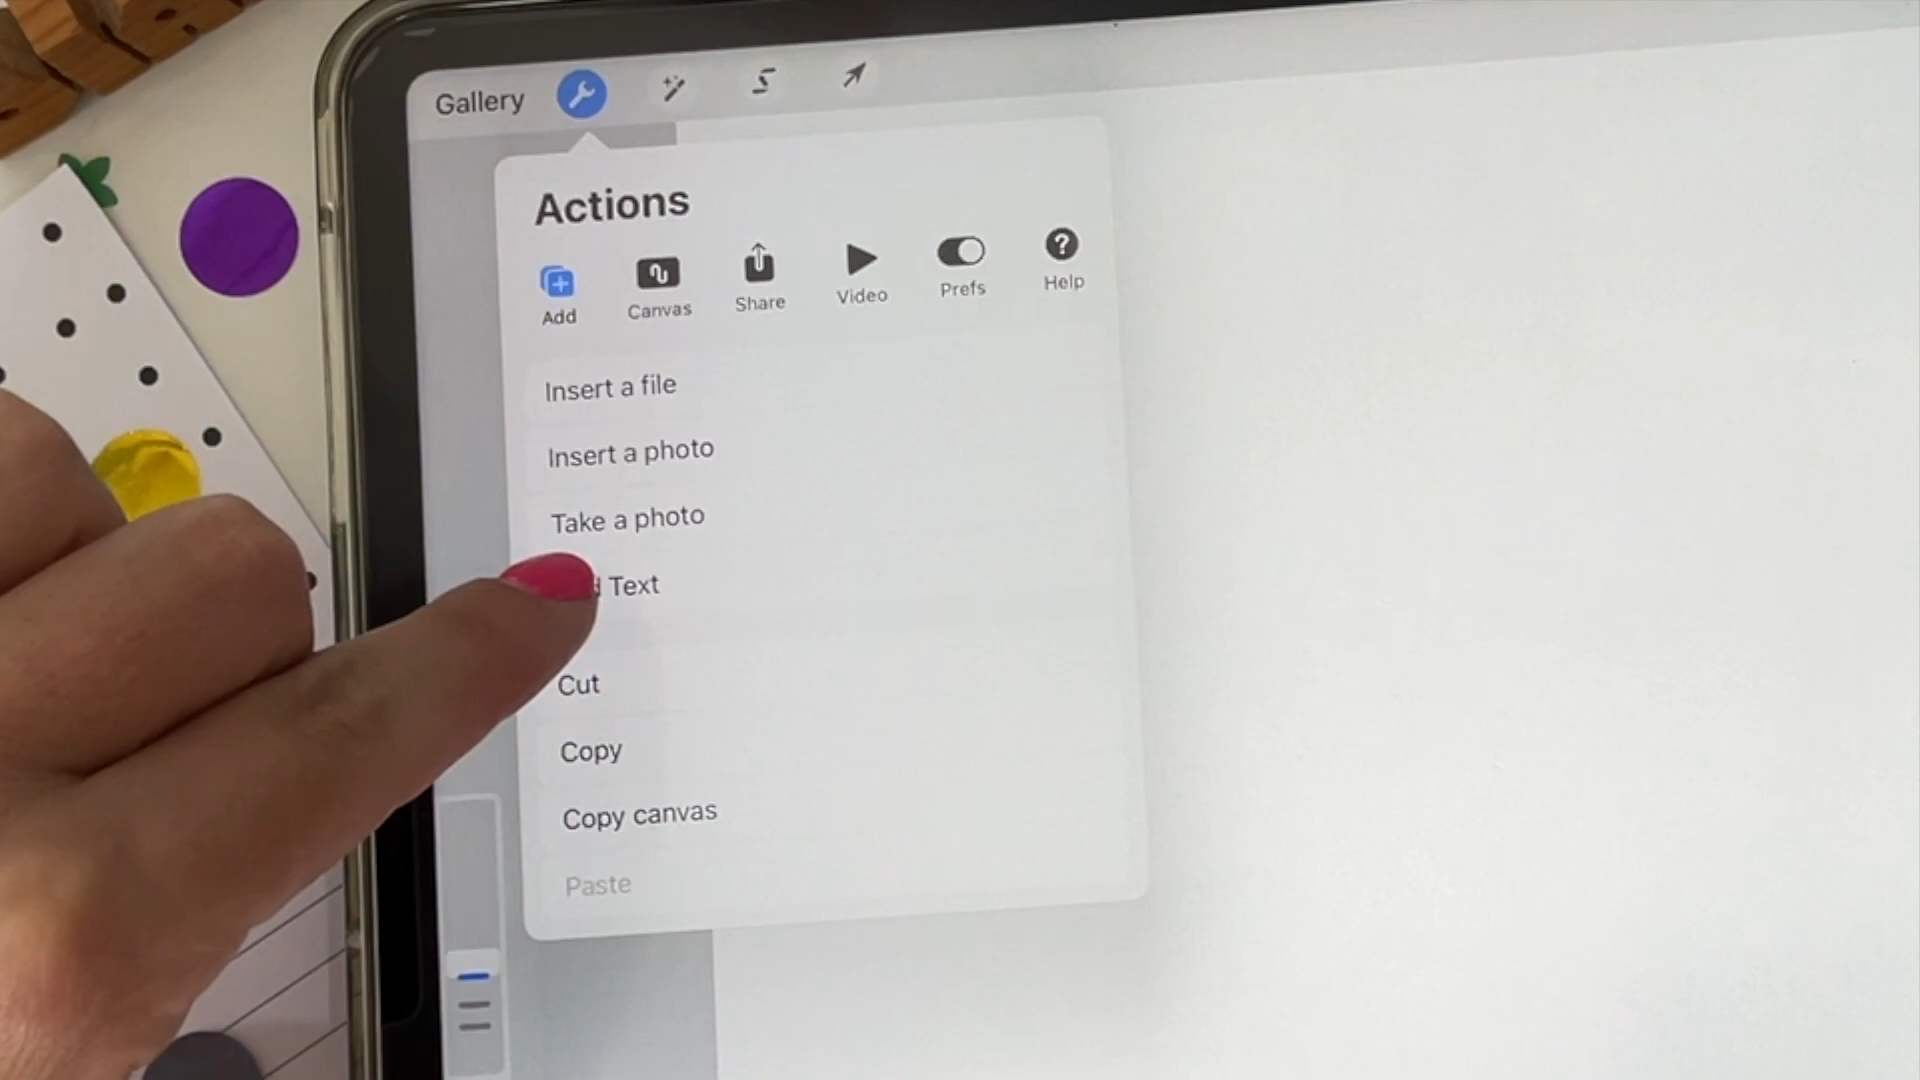 Gallery
Actions
Add Canvas Share Video Prefs Help
Insert a file
Insert a photo
Take a photo
Text
Cut
Copy
Copy canvas
Paste